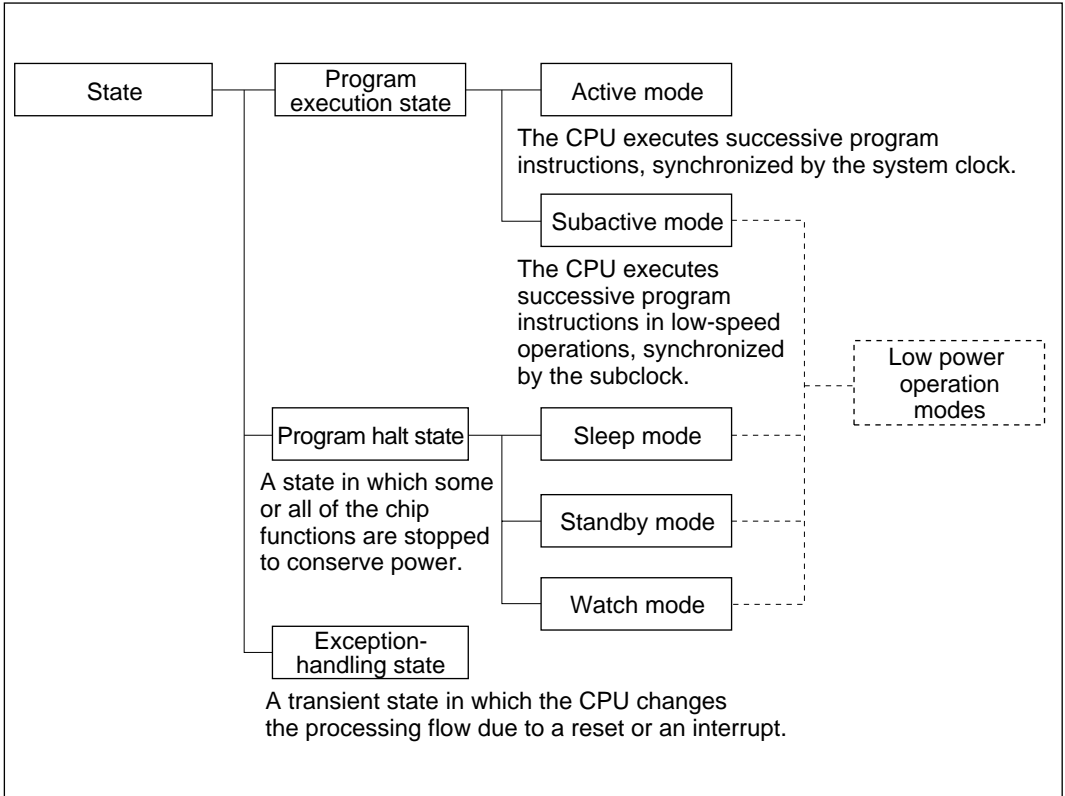 State
Program
execution state
Active mode
The CPU executes successive program
instructions, synchronized by the system clock.
Subactive mode
The CPU executes
successive program
instructions in low-speed
operations, synchronized
by the subclock.
Low power
operation
modes
Program halt state
A state in which some
or all of the chip
functions are stopped
to conserve power.
Sleep mode
Standby mode
Watch mode
Exception-
handling state
A transient state in which the CPU changes
the processing flow due to a reset or an interrupt.